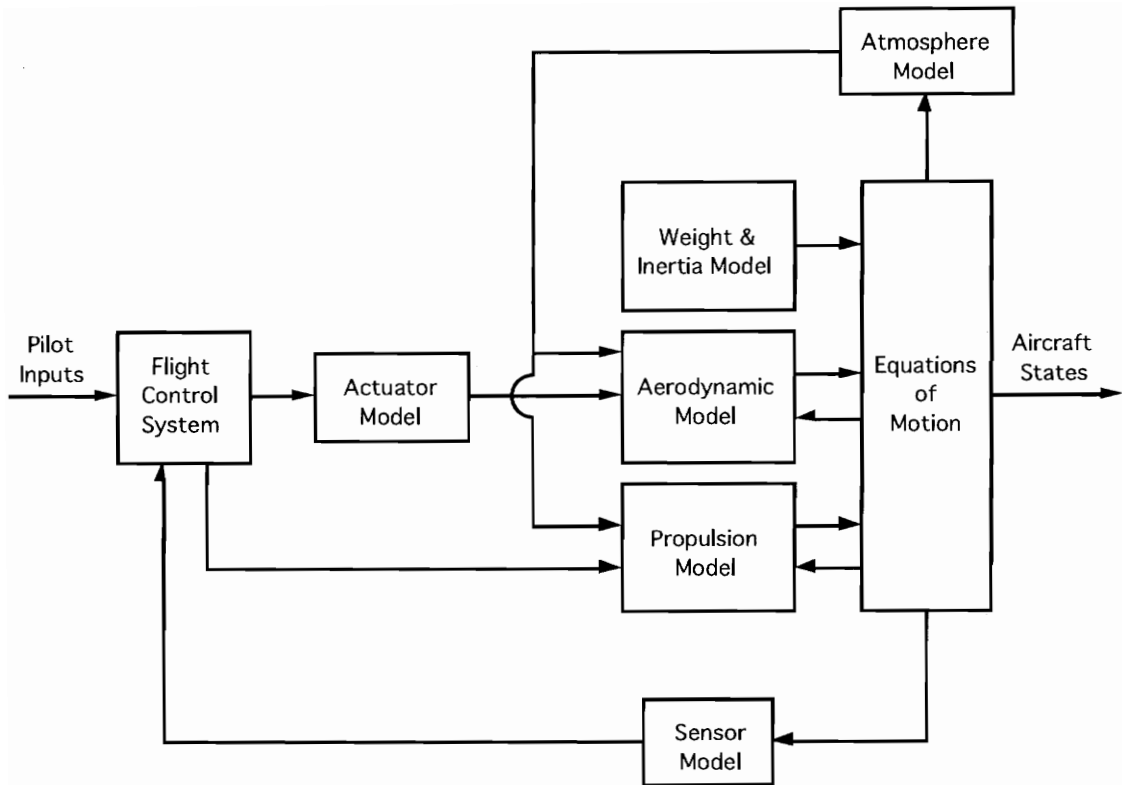 Atmosphere
Model
Weight &
Inertia Model
Pilot
Inputs
Flight
Control
System
Actuator
Model
Aerodynamic
Model
Equations
of
Motion
Aircraft
States
Propulsion
Model
Sensor
Model